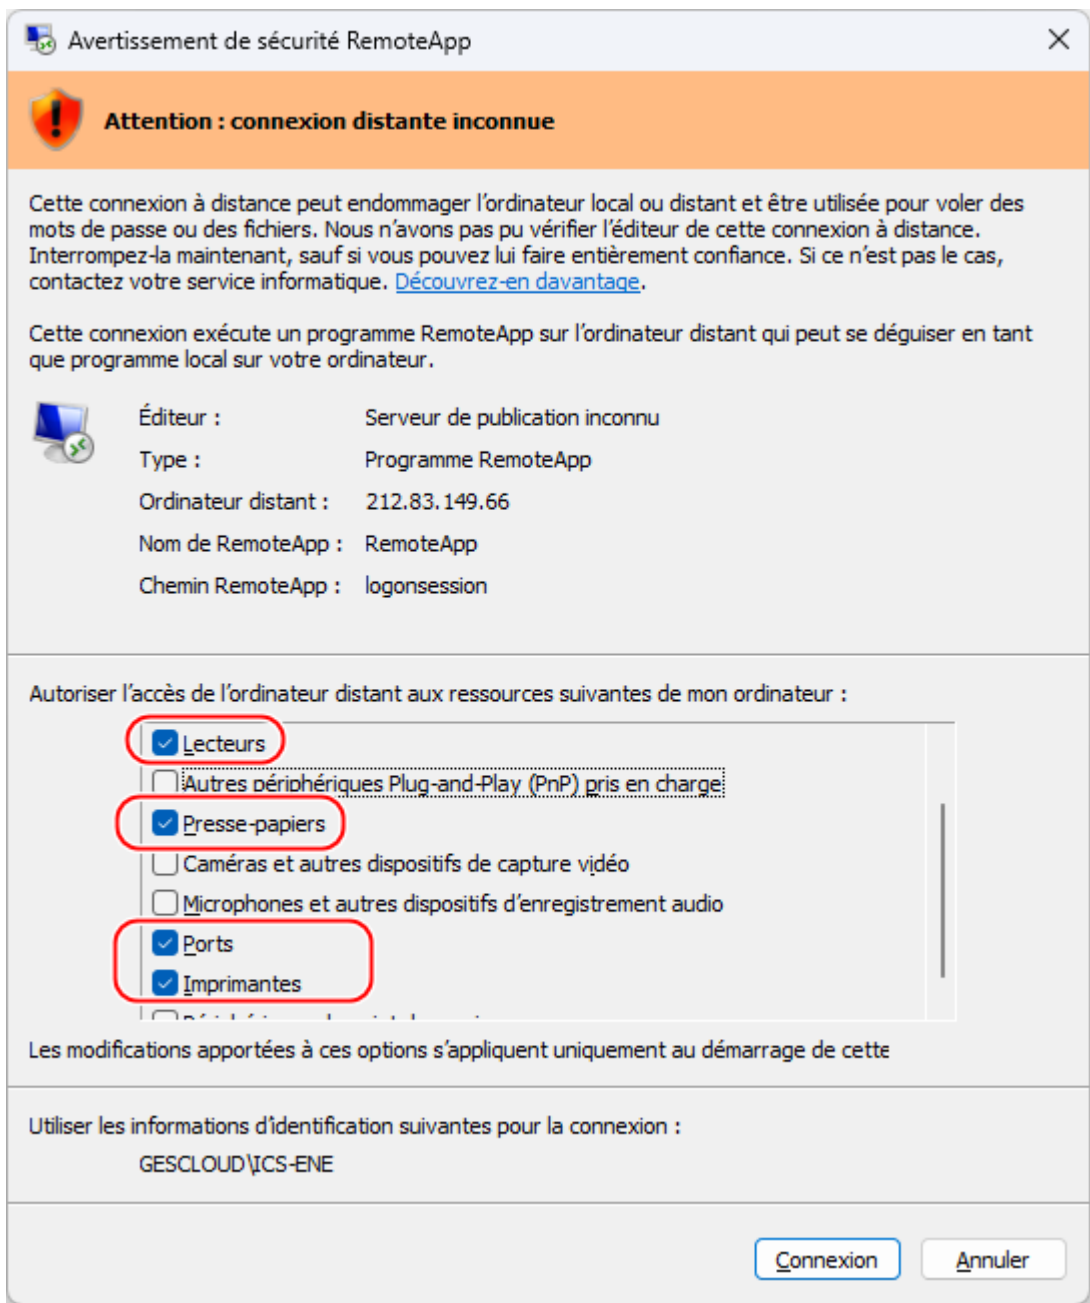 Avertissement de sécurité RemoteApp
Attention : connexion distante inconnue
Cette connexion à distance peut endommager l'ordinateur local ou distant et être utilisée pour voler des
mots de passe ou des fichiers. Nous n'avons pas pu vérifier l'éditeur de cette connexion à distance.
Interrompez-la maintenant, sauf si vous pouvez lui faire entièrement confiance. Si ce n'est pas le cas,
contactez votre service informatique. Découvrez-en davantage.
Cette connexion exécute un programme RemoteApp sur l'ordinateur distant qui peut se déguiser en tant
que programme local sur votre ordinateur.
Éditeur : Serveur de publication inconnu
Type : Programme RemoteApp
Ordinateur distant : 212.83.149.66
Nom de RemoteApp : RemoteApp
Chemin RemoteApp : logonsession
Autoriser l'accès de l'ordinateur distant aux ressources suivantes de mon ordinateur :
Lecteurs
Autres périphériques Plug-and-Play (PnP) pris en charge
Presse-papiers
Caméras et autres dispositifs de capture vidéo
Microphones et autres dispositifs d'enregistrement audio
Ports
Imprimantes
Les modifications apportées à ces options s'appliquent uniquement au démarrage de cette
Utiliser les informations d'identification suivantes pour la connexion :
GESCLOUD\ICS-ENE
Connexion Annuler